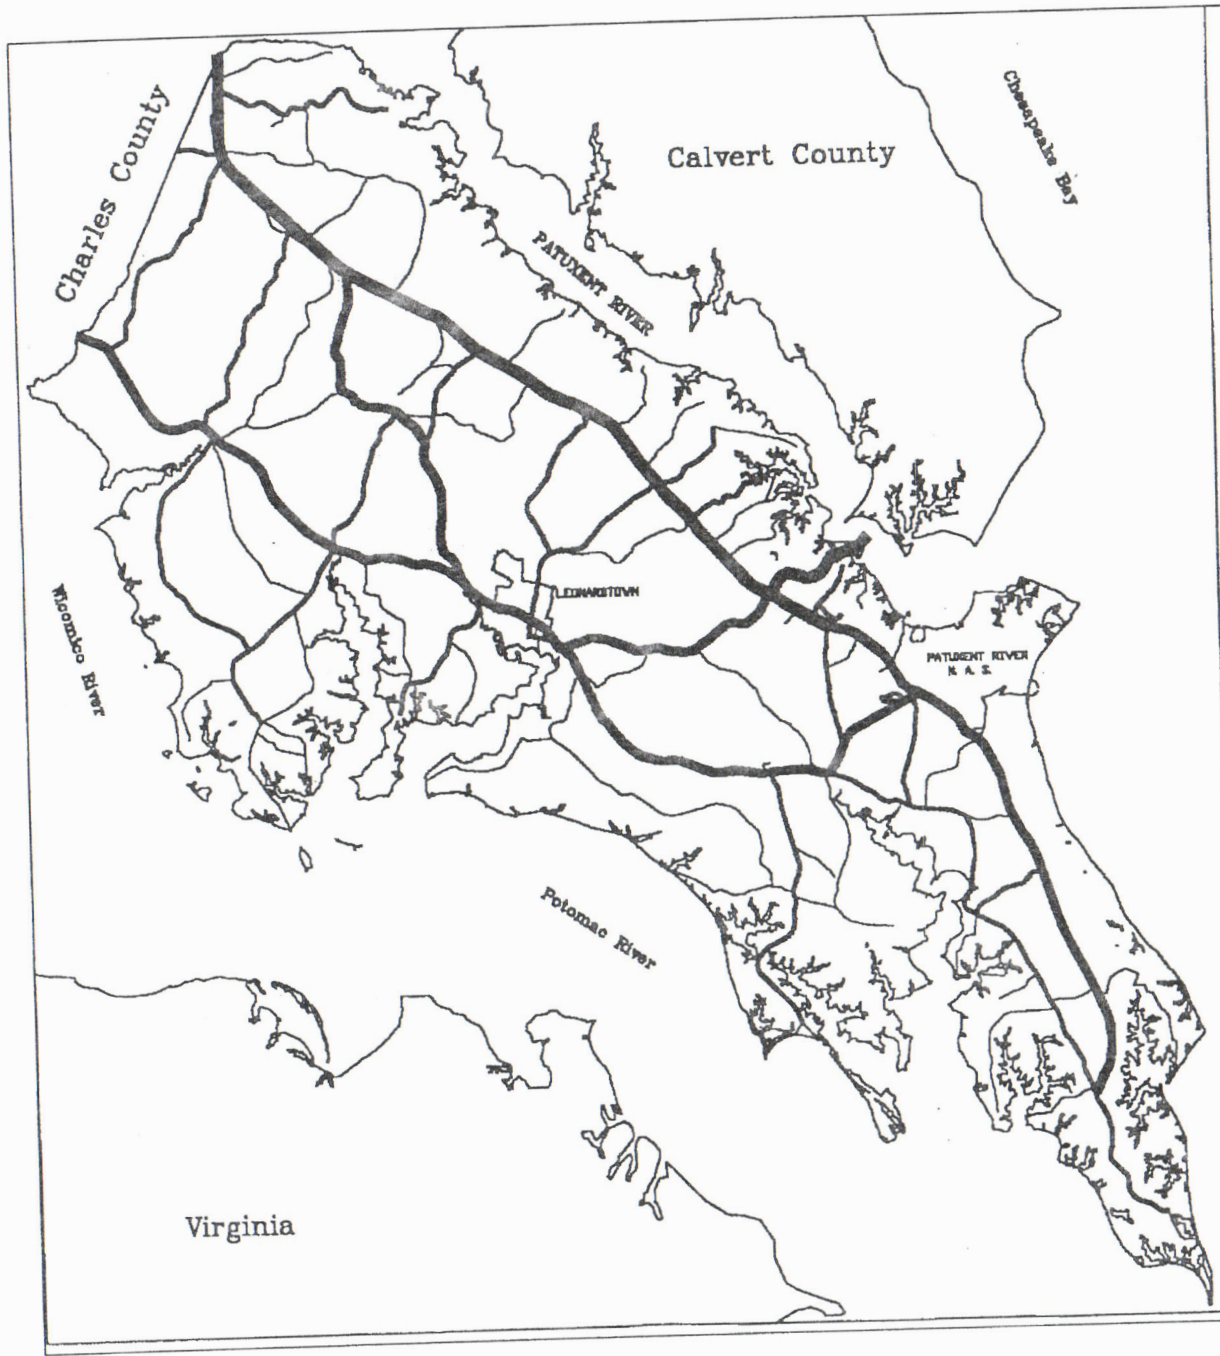 Charles County
Calvert County
Chesapeake Bay
PATUXENT RIVER
LEONARDTOWN
Wicomico River
PATUXENT RIVER
N. A. S.
Potomac River
Virginia